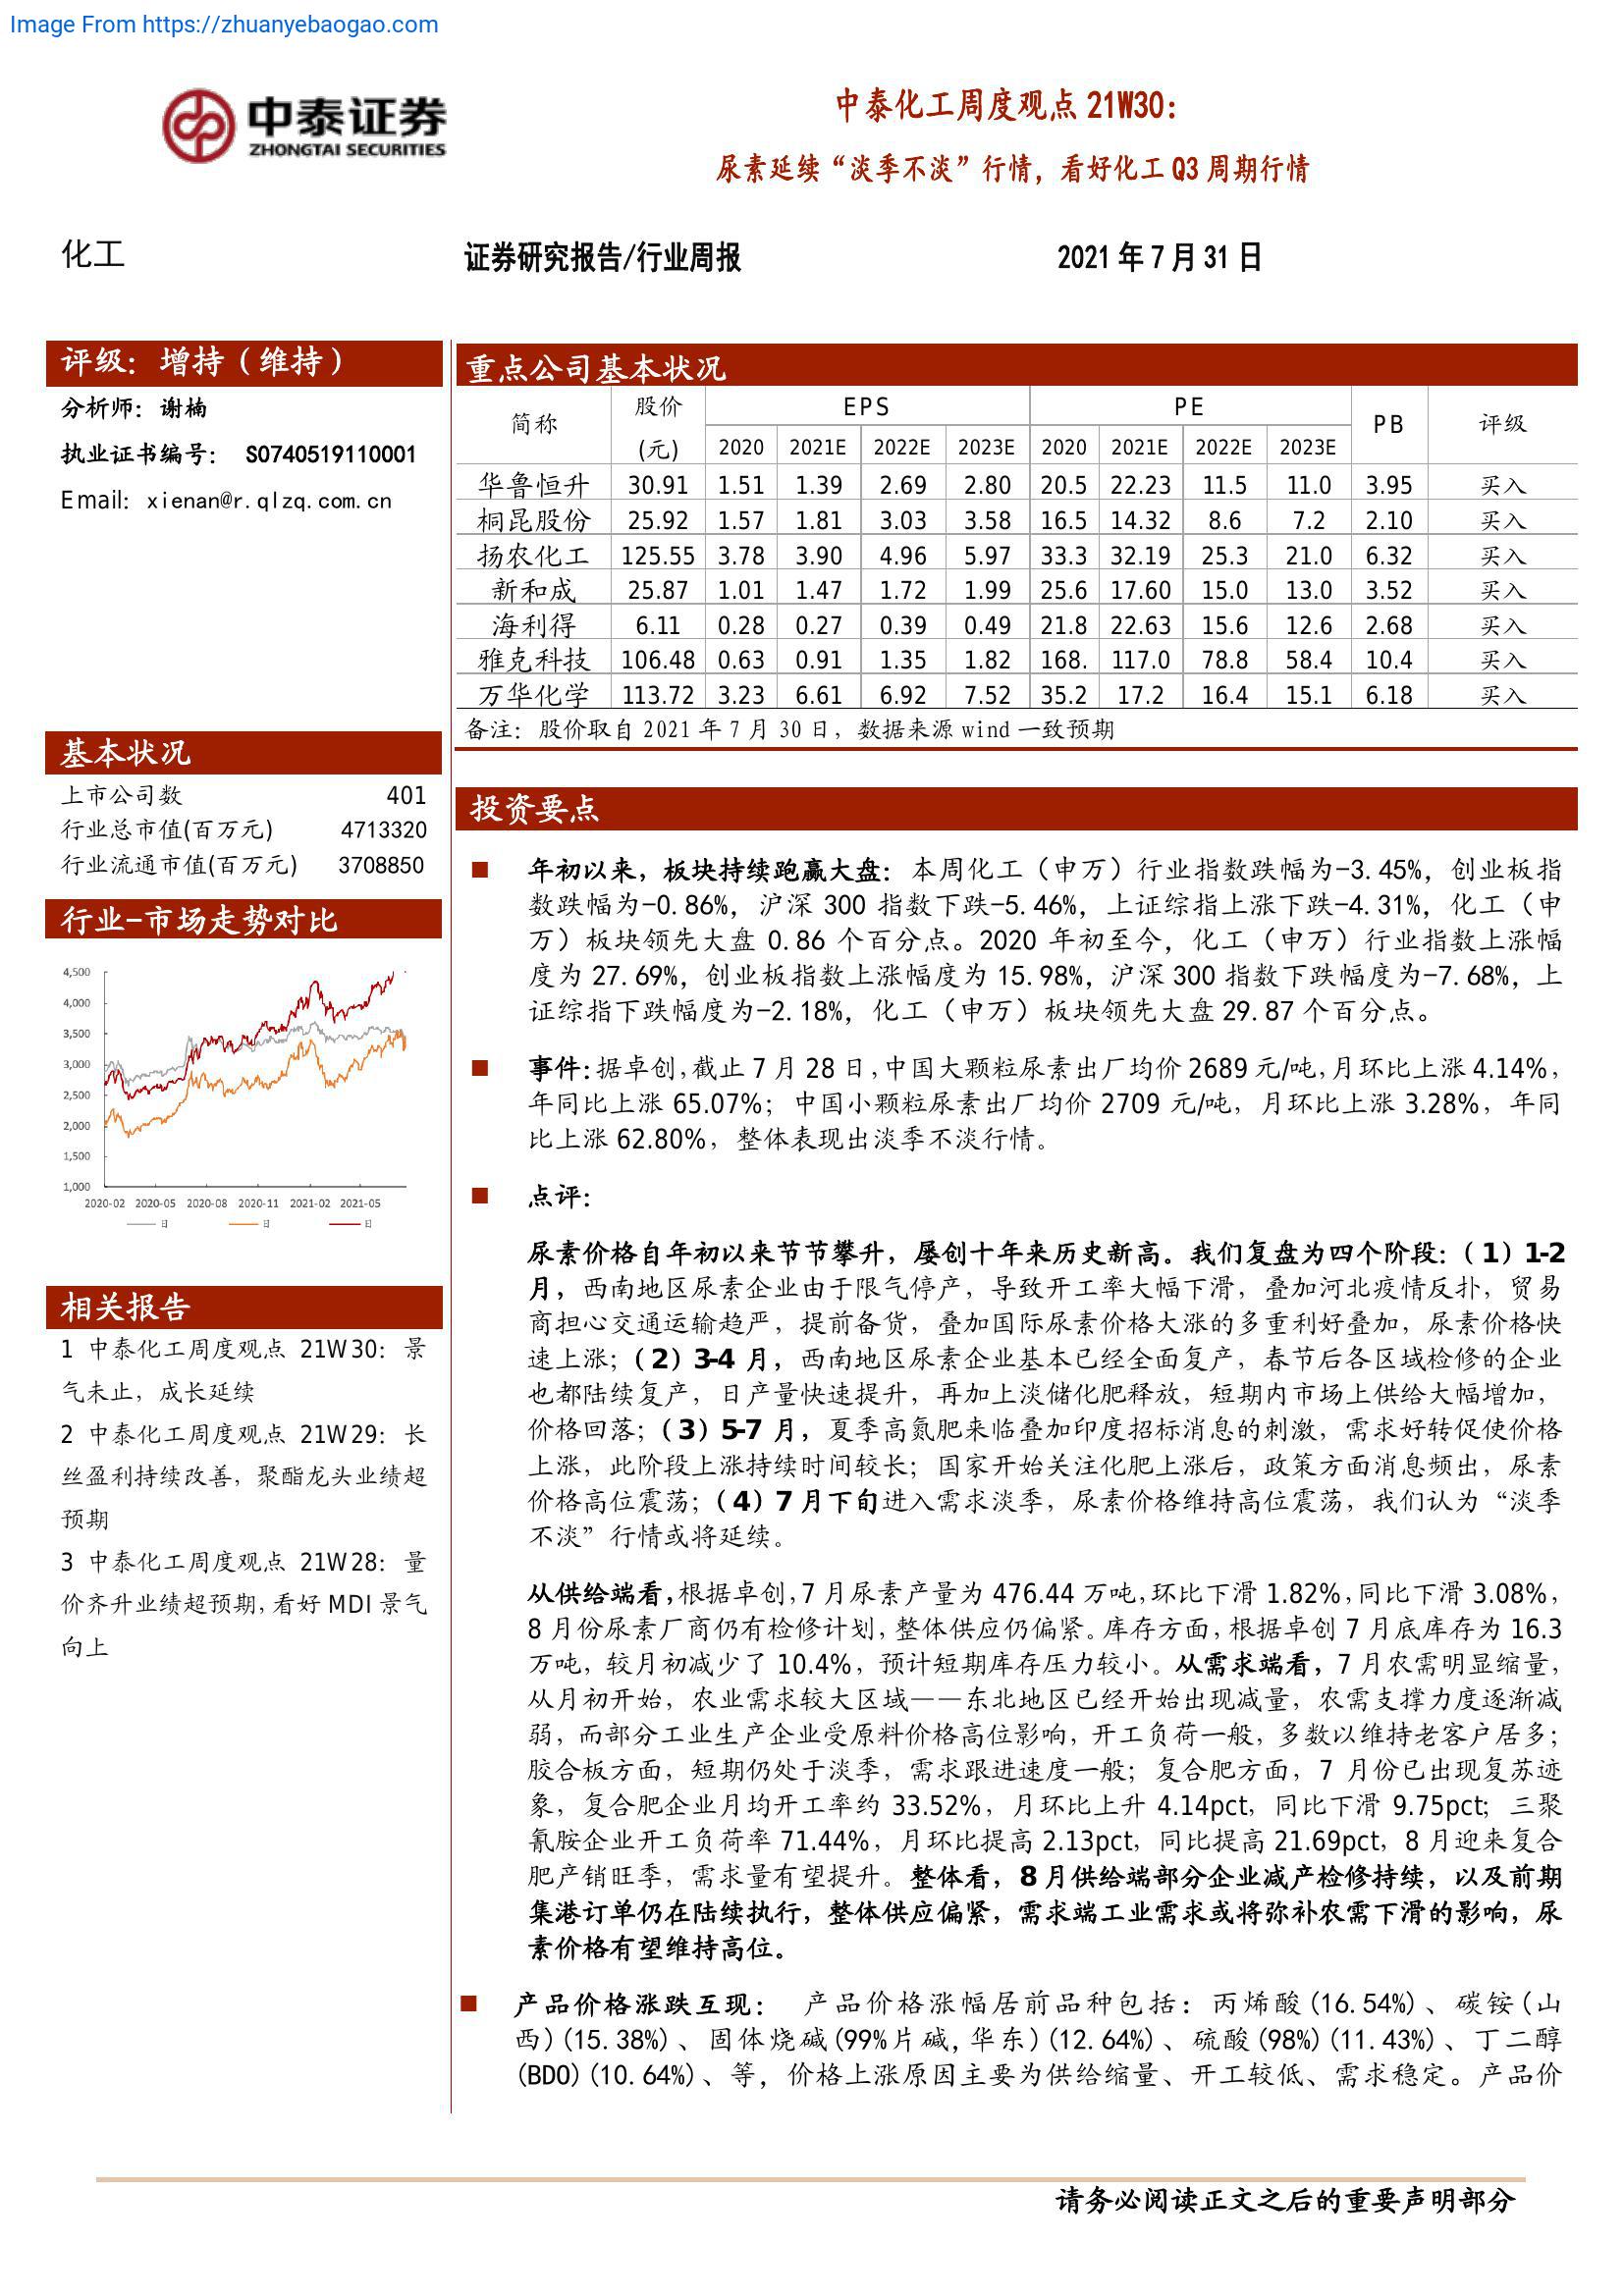 Image From https://zhuanyebaogao.com
中泰证券
ZHONGTAI SECURITIES
中泰化工周度观点 21W30：
尿素延续“淡季不淡”行情，看好化工 Q3 周期行情
化工
证券研究报告/行业周报
2021 年 7 月 31 日
评级：增持（维持）
分析师：谢楠
执业证书编号： S0740519110001
Email：xienan@r.qlzq.com.cn
基本状况
上市公司数 401
行业总市值(百万元) 4713320
行业流通市值(百万元) 3708850
行业-市场走势对比
4,500
4,000
3,500
3,000
2,500
2,000
1,500
1,000
2020-02 2020-05 2020-08 2020-11 2021-02 2021-05
日 日 日
相关报告
1 中泰化工周度观点 21W30：景
气未止，成长延续
2 中泰化工周度观点 21W29：长
丝盈利持续改善，聚酯龙头业绩超
预期
3 中泰化工周度观点 21W28：量
价齐升业绩超预期,看好 MDI 景气
向上
重点公司基本状况
简称 股价 (元) EPS PE PB 评级
2020 2021E 2022E 2023E 2020 2021E 2022E 2023E
华鲁恒升 30.91 1.51 1.39 2.69 2.80 20.5 22.23 11.5 11.0 3.95 买入
桐昆股份 25.92 1.57 1.81 3.03 3.58 16.5 14.32 8.6 7.2 2.10 买入
扬农化工 125.55 3.78 3.90 4.96 5.97 33.3 32.19 25.3 21.0 6.32 买入
新和成 25.87 1.01 1.47 1.72 1.99 25.6 17.60 15.0 13.0 3.52 买入
海利得 6.11 0.28 0.27 0.39 0.49 21.8 22.63 15.6 12.6 2.68 买入
雅克科技 106.48 0.63 0.91 1.35 1.82 168. 117.0 78.8 58.4 10.4 买入
万华化学 113.72 3.23 6.61 6.92 7.52 35.2 17.2 16.4 15.1 6.18 买入
备注：股价取自 2021 年 7 月 30 日，数据来源 wind 一致预期
投资要点
年初以来，板块持续跑赢大盘：本周化工（申万）行业指数跌幅为-3.45%，创业板指
数跌幅为-0.86%，沪深 300 指数下跌-5.46%，上证综指上涨下跌-4.31%，化工（申
万）板块领先大盘 0.86 个百分点。2020 年初至今，化工（申万）行业指数上涨幅
度为 27.69%，创业板指数上涨幅度为 15.98%，沪深 300 指数下跌幅度为-7.68%，上
证综指下跌幅度为-2.18%，化工（申万）板块领先大盘 29.87 个百分点。
事件:据卓创,截止 7 月 28 日,中国大颗粒尿素出厂均价 2689 元/吨,月环比上涨 4.14%，
年同比上涨 65.07%；中国小颗粒尿素出厂均价 2709 元/吨，月环比上涨 3.28%，年同
比上涨 62.80%，整体表现出淡季不淡行情。
点评：
尿素价格自年初以来节节攀升，屡创十年来历史新高。我们复盘为四个阶段：（1）1-2
月，西南地区尿素企业由于限气停产，导致开工率大幅下滑，叠加河北疫情反扑，贸易
商担心交通运输趋严，提前备货，叠加国际尿素价格大涨的多重利好叠加，尿素价格快
速上涨；（2）3-4 月，西南地区尿素企业基本已经全面复产，春节后各区域检修的企业
也都陆续复产，日产量快速提升，再加上淡储化肥释放，短期内市场上供给大幅增加，
价格回落；（3）5-7 月，夏季高氮肥来临叠加印度招标消息的刺激，需求好转促使价格
上涨，此阶段上涨持续时间较长；国家开始关注化肥上涨后，政策方面消息频出，尿素
价格高位震荡；（4）7 月下旬进入需求淡季，尿素价格维持高位震荡，我们认为“淡季
不淡”行情或将延续。
从供给端看,根据卓创,7 月尿素产量为 476.44 万吨,环比下滑 1.82%,同比下滑 3.08%，
8 月份尿素厂商仍有检修计划,整体供应仍偏紧。库存方面,根据卓创 7 月底库存为 16.3
万吨，较月初减少了 10.4%，预计短期库存压力较小。从需求端看，7 月农需明显缩量，
从月初开始，农业需求较大区域——东北地区已经开始出现减量，农需支撑力度逐渐减
弱，而部分工业生产企业受原料价格高位影响，开工负荷一般，多数以维持老客户居多；
胶合板方面，短期仍处于淡季，需求跟进速度一般；复合肥方面，7 月份已出现复苏迹
象，复合肥企业月均开工率约 33.52%，月环比上升 4.14pct，同比下滑 9.75pct；三聚
氰胺企业开工负荷率 71.44%，月环比提高 2.13pct，同比提高 21.69pct，8 月迎来复合
肥产销旺季，需求量有望提升。整体看，8 月供给端部分企业减产检修持续，以及前期
集港订单仍在陆续执行，整体供应偏紧，需求端工业需求或将弥补农需下滑的影响，尿
素价格有望维持高位。
产品价格涨跌互现： 产品价格涨幅居前品种包括：丙烯酸(16.54%)、碳铵(山
西)(15.38%)、固体烧碱(99%片碱,华东)(12.64%)、硫酸(98%)(11.43%)、丁二醇
(BDO)(10.64%)、等，价格上涨原因主要为供给缩量、开工较低、需求稳定。产品价
请务必阅读正文之后的重要声明部分